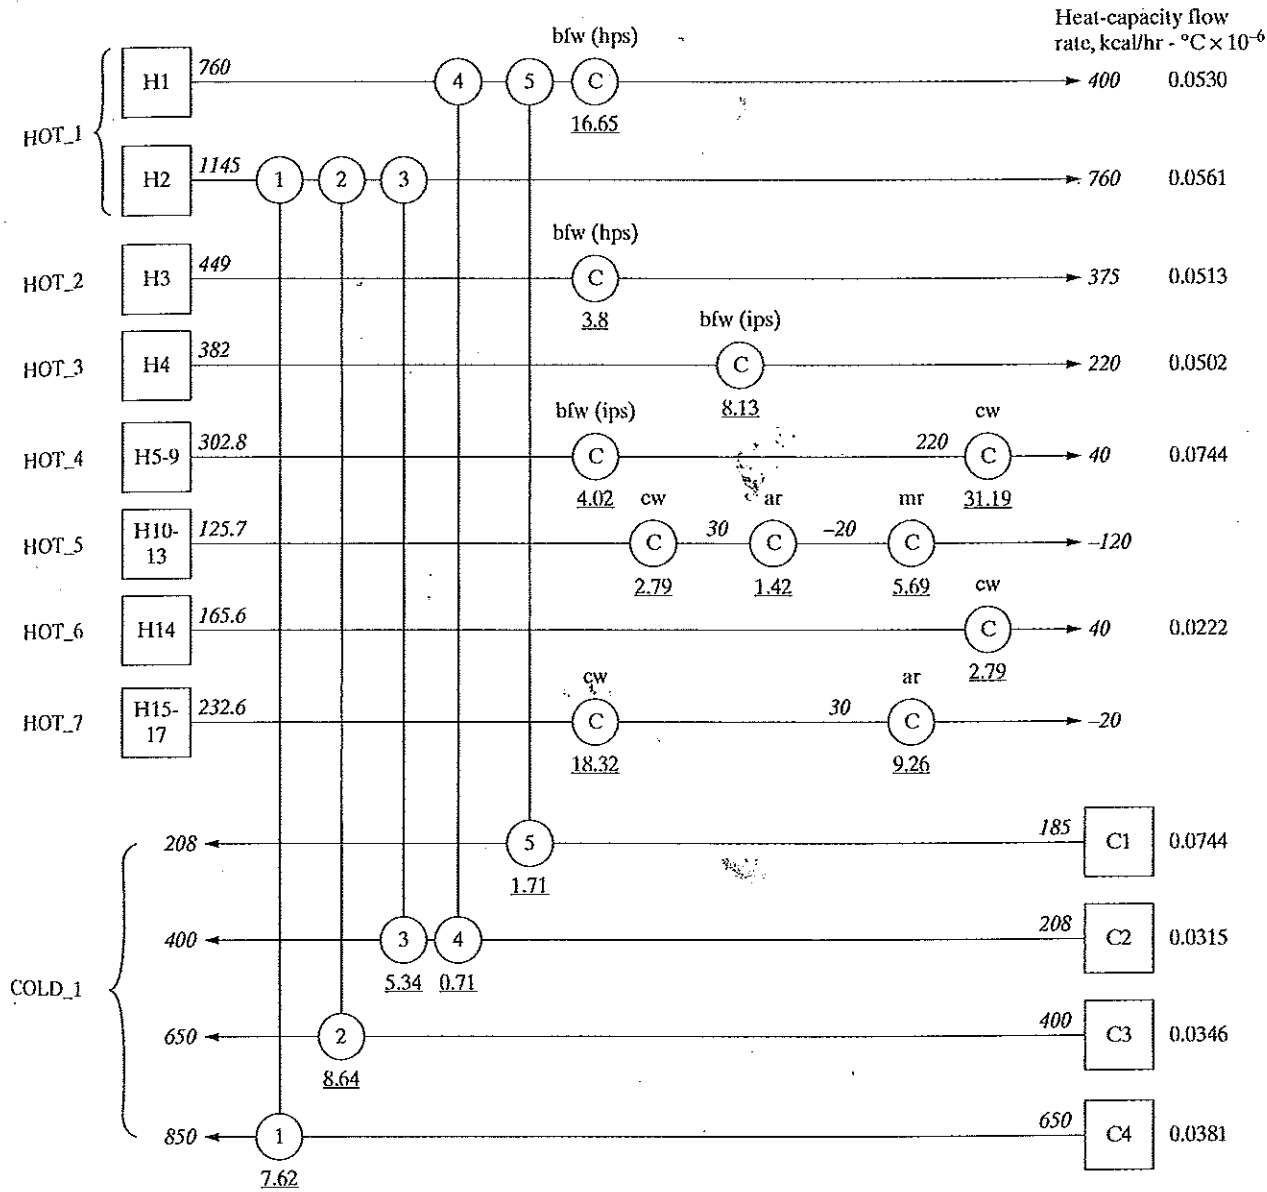 Heat-capacity flow
rate, kcal/hr - °C × 10⁻⁶
bfw (hps)
HOT_1
H1
760
4
5
C
400
0.0530
16.65
H2
1145
1
2
3
760
0.0561
bfw (hps)
HOT_2
H3
449
C
375
0.0513
3.8
bfw (ips)
HOT_3
H4
382
C
220
0.0502
8.13
bfw (ips)
cw
HOT_4
H5-9
302.8
C
220
C
40
0.0744
4.02
31.19
cw
ar
mr
HOT_5
H10-
13
125.7
C
30
C
–20
C
–120
2.79
1.42
5.69
cw
HOT_6
H14
165.6
C
40
0.0222
2.79
cw
ar
HOT_7
H15-
17
232.6
C
30
C
–20
18.32
9.26
COLD_1
208
5
185
C1
0.0744
1.71
400
3
4
208
C2
0.0315
5.34
0.71
650
2
400
C3
0.0346
8.64
850
1
650
C4
0.0381
7.62